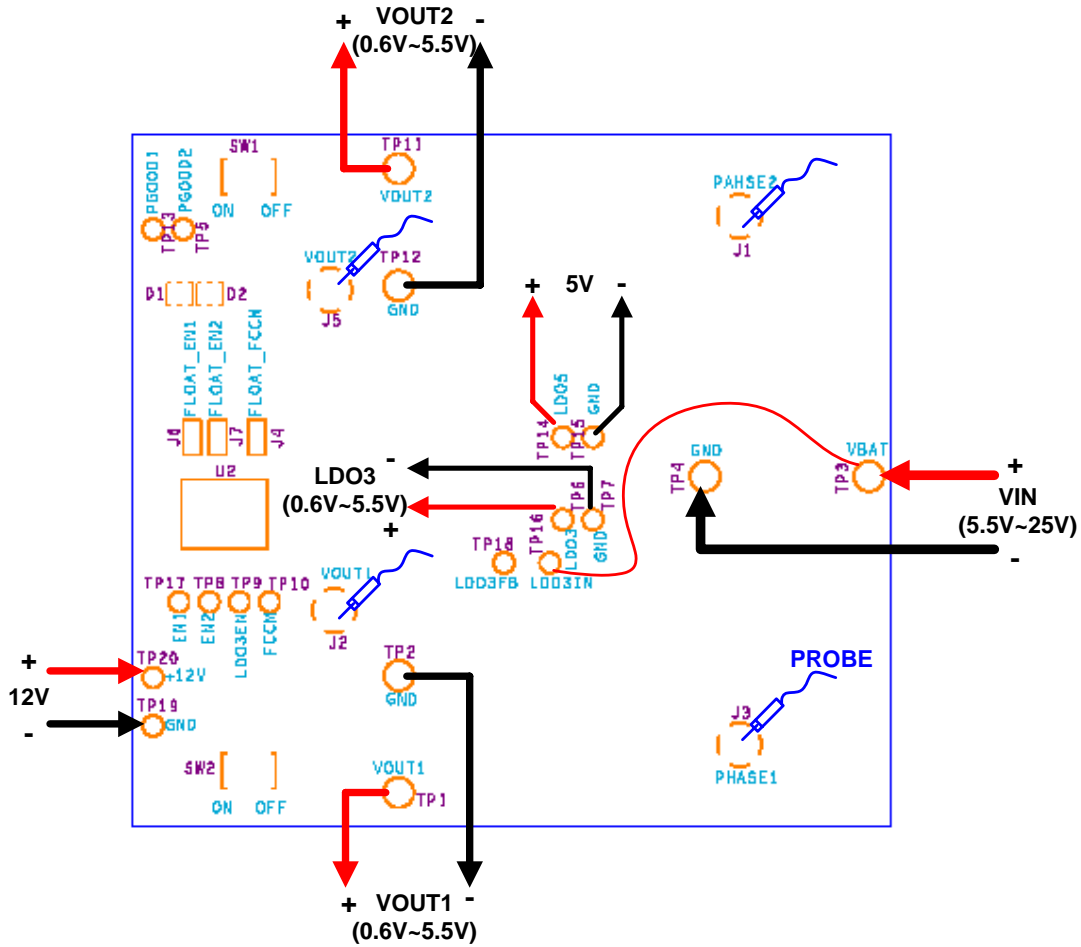 + VOUT2 -
(0.6V~5.5V)
SW1
TP11
PGOOD1
PGOOD2
ON OFF
VOUT2
PAHSE2
TP13
TP5
VOUT2
TP12
J1
D1
D2
GND
J5
+ 5V -
FLOAT_EN1
FLOAT_EN2
FLOAT_FCCM
LDO5
GND
J6
J7
J4
TP14
TP15
GND
VBAT
U2
LDO3
(0.6V~5.5V)
-
+
TP4
TP3
+
VIN
(5.5V~25V)
-
TP6
TP7
TP16
LDO3
GND
TP18
LDO3FB LDO3IN
VOUT1
TP17 TP8 TP9 TP10
EN1
EN2
LDO3EN
FCCM
J2
+
12V
-
TP20
+12V
TP19
GND
TP2
GND
PROBE
J3
PHASE1
SW2
VOUT1
TP1
ON OFF
+ VOUT1 -
(0.6V~5.5V)